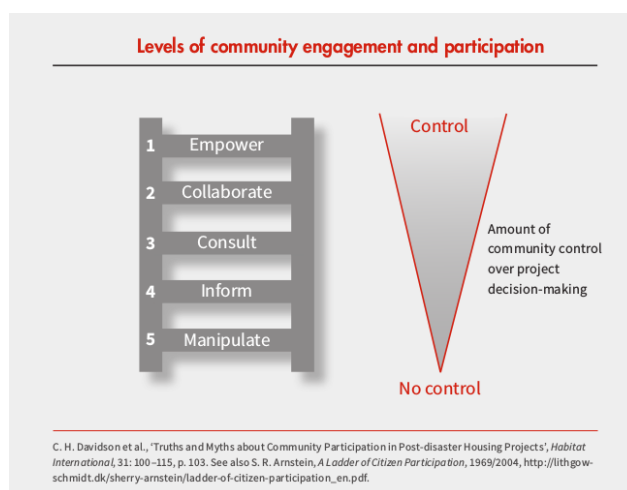 Levels of community engagement and participation
1 Empower
2 Collaborate
3 Consult
4 Inform
5 Manipulate
Control
Amount of
community control
over project
decision-making
No control
C. H. Davidson et al., ‘Truths and Myths about Community Participation in Post-disaster Housing Projects’, Habitat
International, 31: 100–115, p. 103. See also S. R. Arnstein, A Ladder of Citizen Participation, 1969/2004, http://lithgow-
schmidt.dk/sherry-arnstein/ladder-of-citizen-participation_en.pdf.